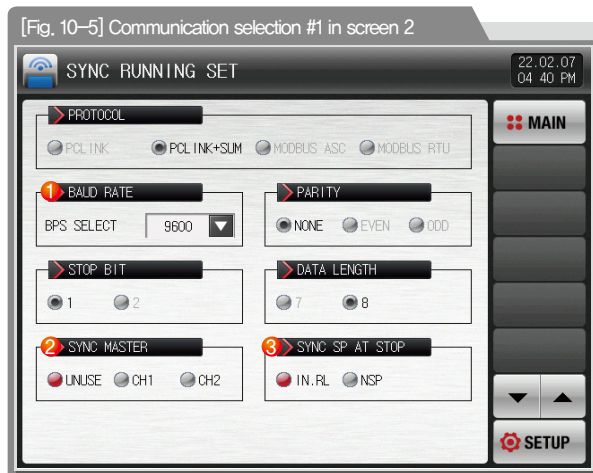 [Fig. 10-5] Communication selection #1 in screen 2
SYNC RUNNING SET
22.02.07
04 40 PM
PROTOCOL
PCLINK PCLINK+SUM MODBUS ASC MODBUS RTU
MAIN
1 BAUD RATE
BPS SELECT 9600
PARITY
NONE EVEN ODD
STOP BIT
1 2
DATA LENGTH
7 8
2 SYNC MASTER
UNUSE CH1 CH2
3 SYNC SP AT STOP
IN.RL NSP
SETUP